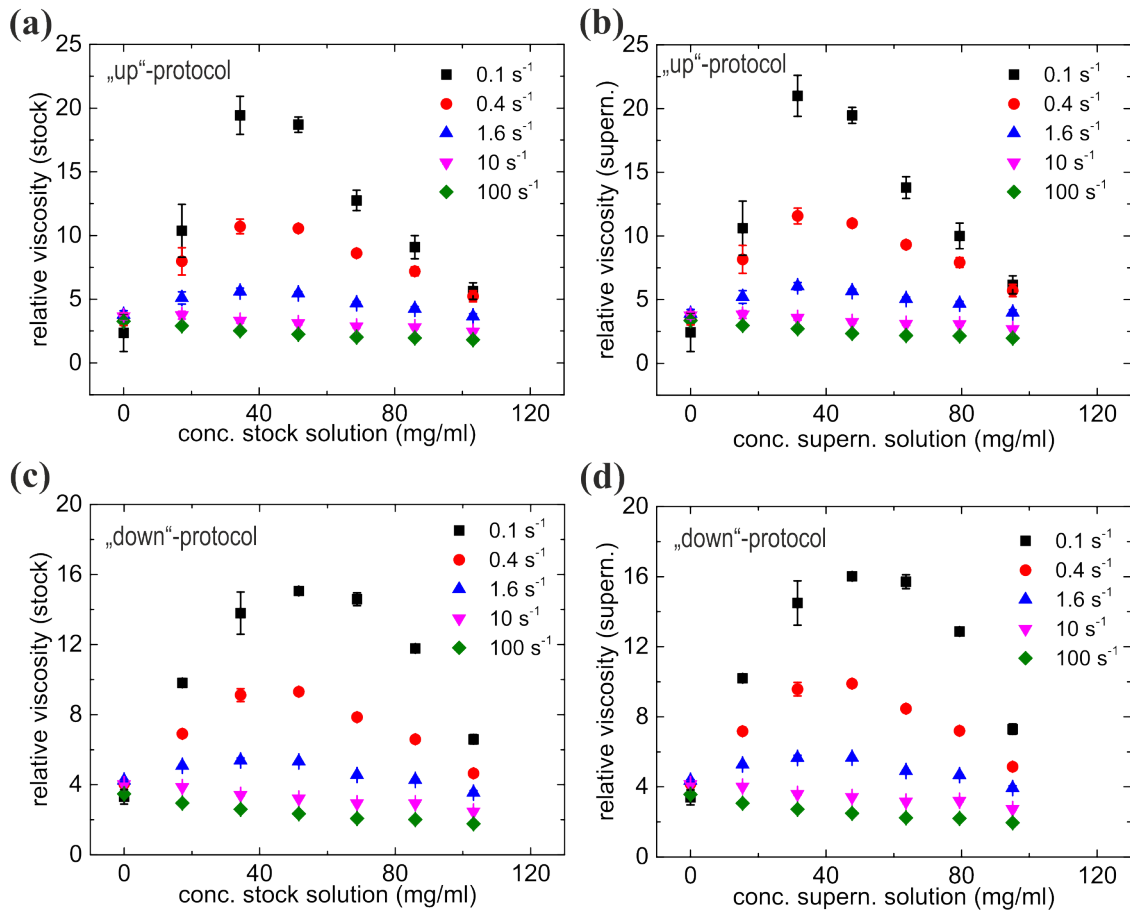 (a)
„up“-protocol
0.1 s⁻¹
0.4 s⁻¹
1.6 s⁻¹
10 s⁻¹
100 s⁻¹
25
20
15
10
5
0
relative viscosity (stock)
0 40 80 120
conc. stock solution (mg/ml)
(b)
„up“-protocol
0.1 s⁻¹
0.4 s⁻¹
1.6 s⁻¹
10 s⁻¹
100 s⁻¹
25
20
15
10
5
0
relative viscosity (supern.)
0 40 80 120
conc. supern. solution (mg/ml)
(c)
„down“-protocol
0.1 s⁻¹
0.4 s⁻¹
1.6 s⁻¹
10 s⁻¹
100 s⁻¹
20
16
12
8
4
0
relative viscosity (stock)
0 40 80 120
conc. stock solution (mg/ml)
(d)
„down“-protocol
0.1 s⁻¹
0.4 s⁻¹
1.6 s⁻¹
10 s⁻¹
100 s⁻¹
20
16
12
8
4
0
relative viscosity (supern.)
0 40 80 120
conc. supern. solution (mg/ml)